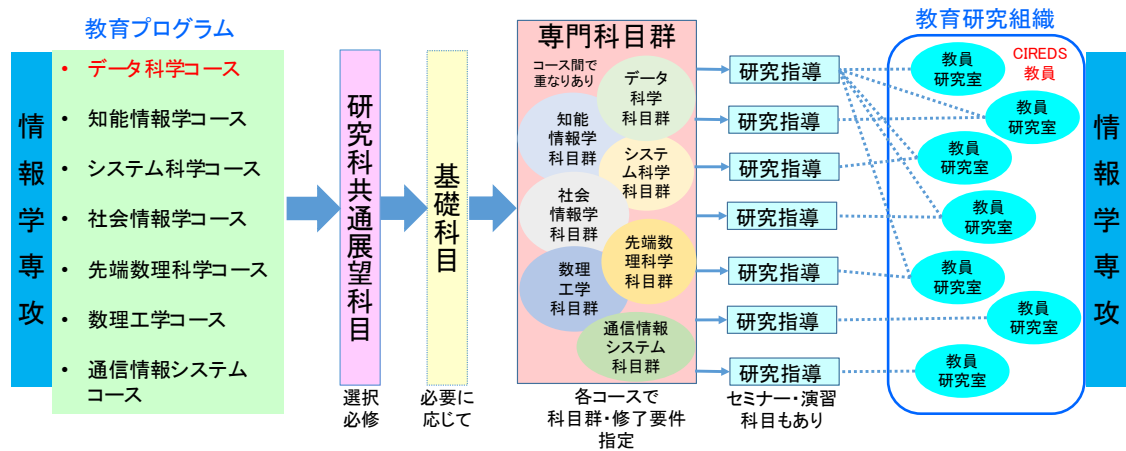 教育プログラム
情報学専攻
• データ科学コース
• 知能情報学コース
• システム科学コース
• 社会情報学コース
• 先端数理科学コース
• 数理工学コース
• 通信情報システム
コース
研究科共通展望科目
選択
必修
基礎科目
必要に
応じて
専門科目群
コース間で
重なりあり
データ
科学
科目群
知能
情報学
科目群
システ
ム科学
科目群
社会
情報学
科目群
先端数
理科学
科目群
数理
工学
科目群
通信情報
システム
科目群
各コースで
科目群・修了要件
指定
研究指導
研究指導
研究指導
研究指導
研究指導
研究指導
研究指導
セミナー・演習
科目もあり
教育研究組織
教員
研究室
CIREDS
教員
教員
研究室
教員
研究室
教員
研究室
教員
研究室
教員
研究室
教員
研究室
情報学専攻